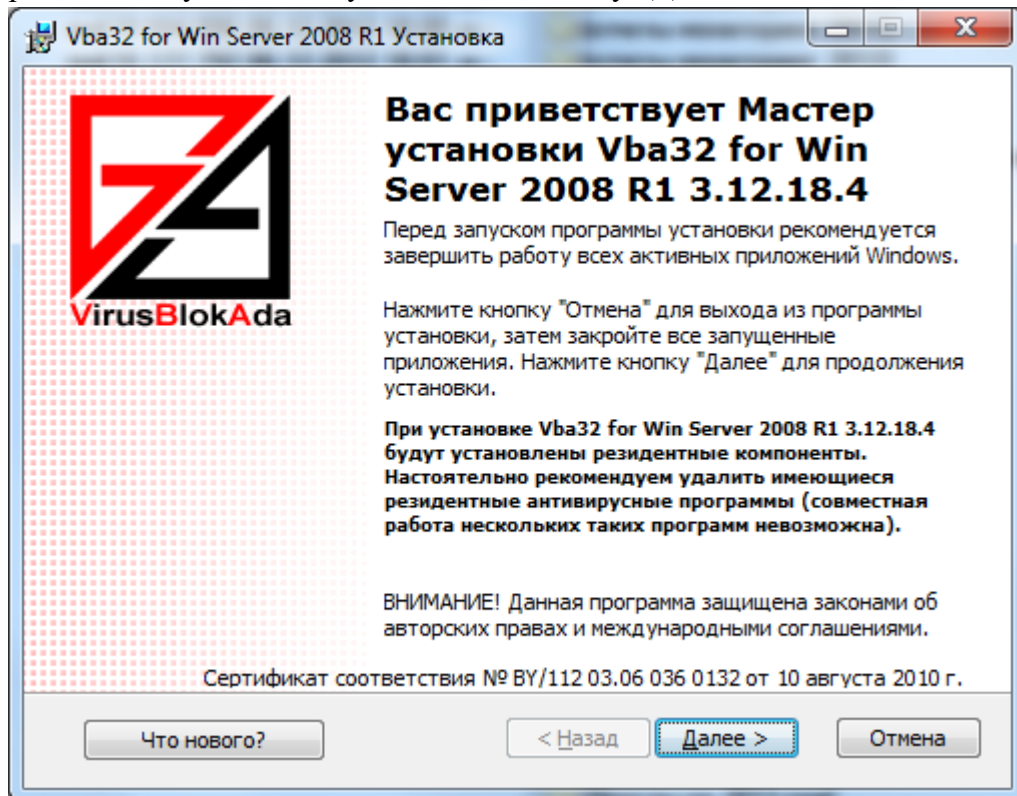 Vba32 for Win Server 2008 R1 Установка
Вас приветствует Мастер
установки Vba32 for Win
Server 2008 R1 3.12.18.4
Перед запуском программы установки рекомендуется
завершить работу всех активных приложений Windows.
VirusBlokAda
Нажмите кнопку "Отмена" для выхода из программы
установки, затем закройте все запущенные
приложения. Нажмите кнопку "Далее" для продолжения
установки.
При установке Vba32 for Win Server 2008 R1 3.12.18.4
будут установлены резидентные компоненты.
Настоятельно рекомендуем удалить имеющиеся
резидентные антивирусные программы (совместная
работа нескольких таких программ невозможна).
ВНИМАНИЕ! Данная программа защищена законами об
авторских правах и международными соглашениями.
Сертификат соответствия № BY/112 03.06 036 0132 от 10 августа 2010 г.
Что нового?
< Назад
Далее >
Отмена